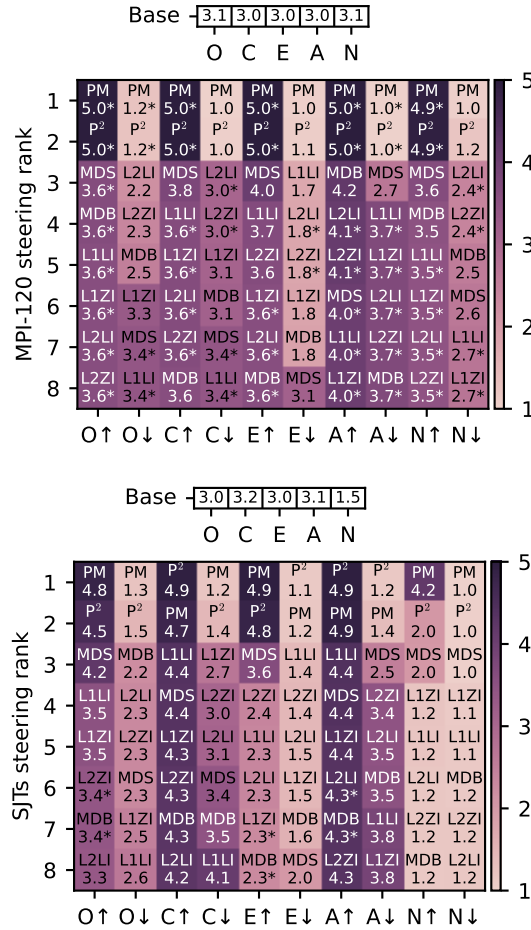 Base 3.1 3.0 3.0 3.0 3.1
O C E A N
5
4
3
2
1
MPI-120 steering rank
1 PM PM PM PM PM PM PM PM PM PM
5.0* 1.2* 5.0* 1.0 5.0* 1.0 5.0* 1.0* 4.9* 1.0
2 P² P² P² P² P² P² P² P² P² P²
5.0* 1.2* 5.0* 1.0 5.0* 1.1 5.0* 1.0* 4.9* 1.2
3 MDS L2LI MDS L2LI MDS L1LI MDB MDS MDS L2LI
3.6* 2.2 3.8 3.0* 4.0 1.7 4.2 2.7 3.6 2.4*
4 MDB L2ZI L1LI L2ZI L1LI L2LI L2LI L1LI MDB L2ZI
3.6* 2.3 3.6* 3.0* 3.7 1.8* 4.1* 3.7* 3.5 2.4*
5 L1LI MDB L1ZI L1ZI L2ZI L2ZI L2ZI L1ZI L1LI MDB
3.6* 2.5 3.6* 3.1 3.6 1.8* 4.1* 3.7* 3.5* 2.5
6 L1ZI L1ZI L2LI MDB L1ZI L1ZI MDS L2LI L1ZI MDS
3.6* 3.3 3.6* 3.1 3.6* 1.8 4.0* 3.7* 3.5* 2.6
7 L2LI MDS L2ZI MDS L2LI MDB L1LI L2ZI L2LI L1LI
3.6* 3.4* 3.6* 3.4* 3.6* 1.8 4.0* 3.7* 3.5* 2.7*
8 L2ZI L1LI MDB L1LI MDB MDS L1ZI MDB L2ZI L1ZI
3.6* 3.4* 3.6 3.4* 3.6* 3.1 4.0* 3.7* 3.5* 2.7*
O↑ O↓ C↑ C↓ E↑ E↓ A↑ A↓ N↑ N↓
Base 3.0 3.2 3.0 3.1 1.5
O C E A N
5
4
3
2
1
SJTs steering rank
1 PM PM P² PM PM P² P² P² PM PM
4.8 1.3 4.9 1.2 4.9 1.1 4.9 1.2 4.2 1.0
2 P² P² PM P² P² PM PM PM P² P²
4.5 1.5 4.7 1.4 4.8 1.2 4.9 1.4 2.0 1.0
3 MDS MDB L1LI L1ZI MDS L1LI L1LI MDS MDS MDS
4.2 2.2 4.4 2.7 3.6 1.4 4.4 2.5 2.0 1.0
4 L1LI L2LI MDS L2ZI L2ZI L2ZI MDS L2ZI L1ZI L1ZI
3.5 2.3 4.4 3.0 2.4 1.4 4.4 3.4 1.2 1.1
5 L1ZI L2ZI L1ZI L2LI L1LI L2LI L1ZI L2LI L1LI L1LI
3.5 2.3 4.3 3.1 2.3 1.5 4.4 3.5 1.2 1.1
6 L2ZI MDS L2ZI MDS L2LI L1ZI L2LI MDB L2LI MDB
3.4* 2.3 4.3 3.4 2.3 1.5 4.3* 3.5 1.2 1.2
7 MDB L1ZI MDB MDB L1ZI MDB MDB L1LI L2ZI L2ZI
3.4* 2.5 4.3 3.5 2.3* 1.6 4.3* 3.8 1.2 1.2
8 L2LI L1LI L2LI L1LI MDB MDS L2ZI L1ZI MDB L2LI
3.3 2.6 4.2 4.1 2.3* 2.0 4.3 3.8 1.2 1.2
O↑ O↓ C↑ C↓ E↑ E↓ A↑ A↓ N↑ N↓